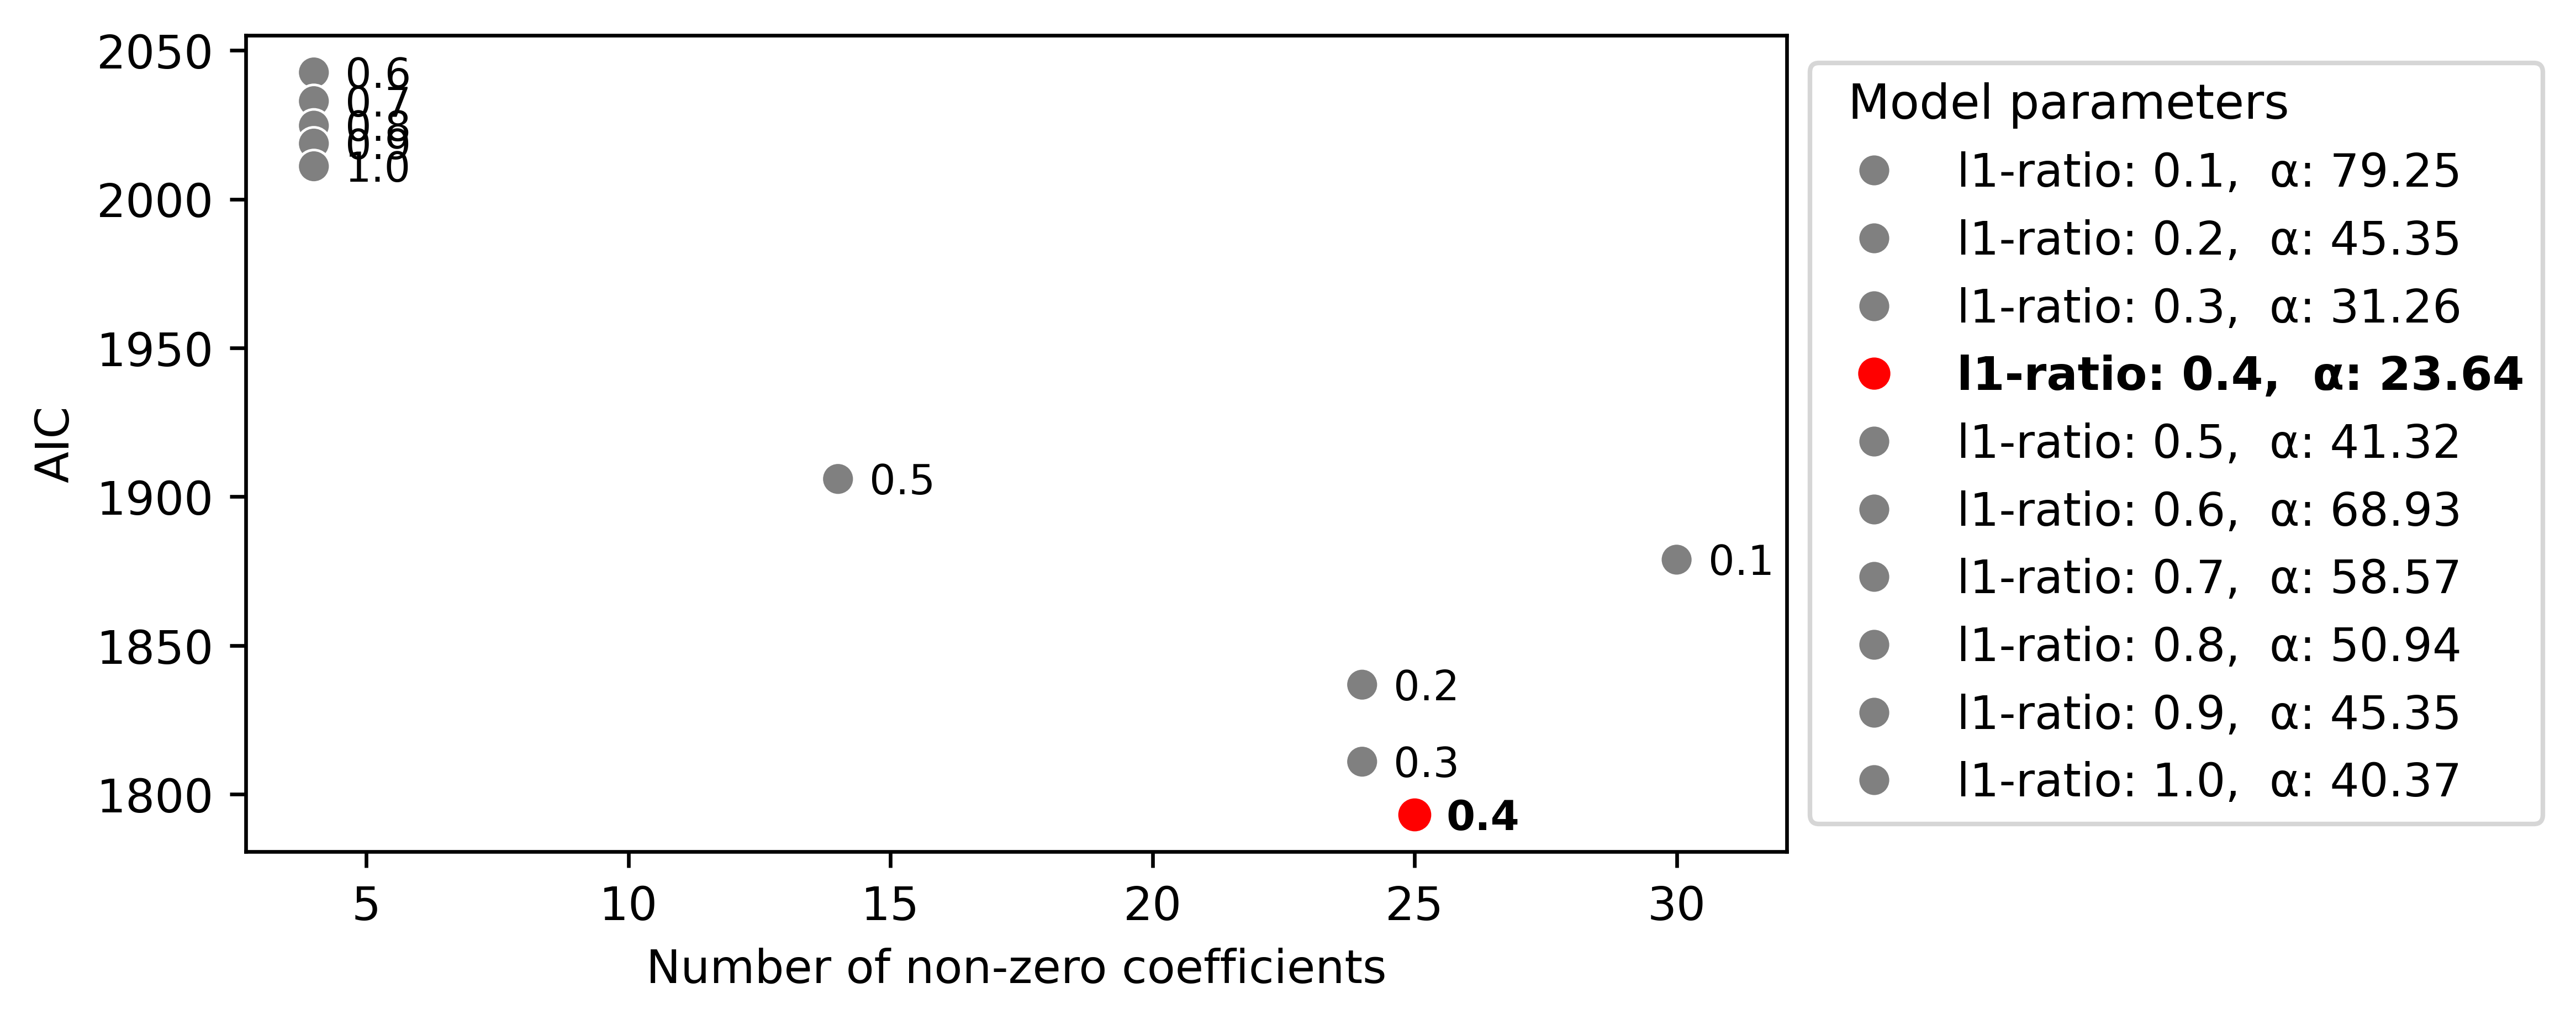 2050
2000
1950
1900
1850
1800
AIC
0.6
0.7
0.8
0.9
1.0
0.5
0.1
0.2
0.3
0.4
5 10 15 20 25 30
Number of non-zero coefficients
Model parameters
l1-ratio: 0.1, α: 79.25
l1-ratio: 0.2, α: 45.35
l1-ratio: 0.3, α: 31.26
l1-ratio: 0.4, α: 23.64
l1-ratio: 0.5, α: 41.32
l1-ratio: 0.6, α: 68.93
l1-ratio: 0.7, α: 58.57
l1-ratio: 0.8, α: 50.94
l1-ratio: 0.9, α: 45.35
l1-ratio: 1.0, α: 40.37